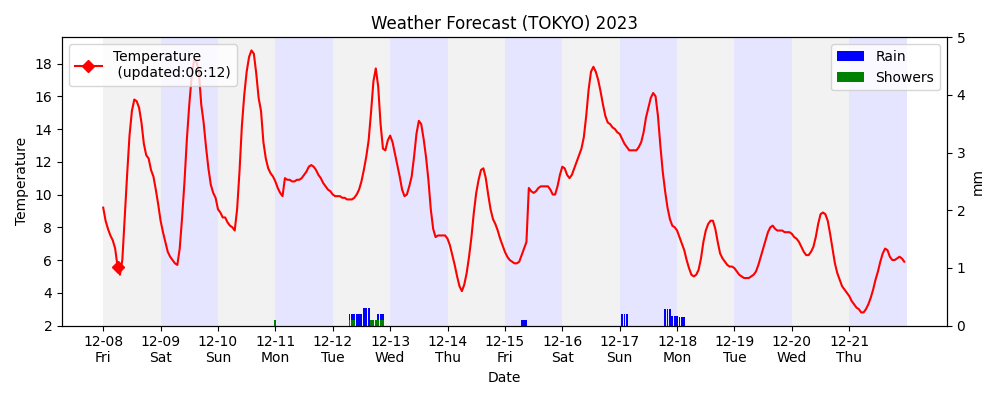 Weather Forecast (TOKYO) 2023
Temperature
(updated:06:12)
Rain
Showers
18
16
14
12
10
8
6
4
2
Temperature
5
4
3
2
1
0
mm
12-08 12-09 12-10 12-11 12-12 12-13 12-14 12-15 12-16 12-17 12-18 12-19 12-20 12-21
Fri Sat Sun Mon Tue Wed Thu Fri Sat Sun Mon Tue Wed Thu
Date